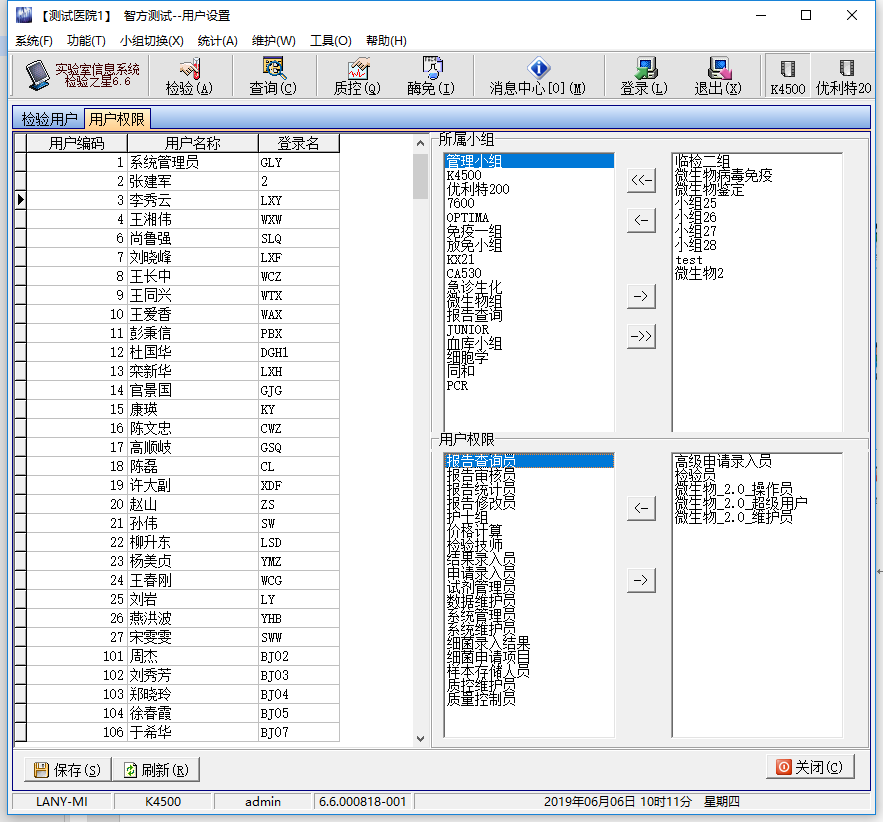 【测试医院1】 智方测试--用户设置
系统(F) 功能(T) 小组切换(X) 统计(A) 维护(W) 工具(O) 帮助(H)
实验室信息系统
检验之星6.6
检验(A) 查询(C) 质控(Q) 酶免(I) 消息中心[0](M) 登录(L) 退出(X) K4500 优利特20
检验用户 用户权限
用户编码 用户名称 登录名
1 系统管理员 GLY
2 张建军 2
3 李秀云 LXY
4 王湘伟 WXW
6 尚鲁强 SLQ
7 刘晓峰 LXF
8 王长中 WCZ
9 王同兴 WTX
10 王爱香 WAX
11 彭秉信 PBX
12 杜国华 DGH1
13 栾新华 LXH
14 官景国 GJG
15 康瑛 KY
16 陈文忠 CWZ
17 高顺岐 GSQ
18 陈磊 CL
19 许大副 XDF
20 赵山 ZS
21 孙伟 SW
22 柳升东 LSD
23 杨美贞 YMZ
24 王春刚 WCG
25 刘岩 LY
26 燕洪波 YHB
27 宋雯雯 SWW
101 周杰 BJ02
102 刘秀芳 BJ03
103 郑晓玲 BJ04
104 徐春霞 BJ05
106 于希华 BJ07
所属小组
管理小组
K4500
优利特200
7600
OPTIMA
免疫一组
放免小组
KX21
CA530
急诊生化
微生物组
报告查询
JUNIOR
血库小组
细胞学
同和
PCR
<<-
<-
->
->>
临检二组
微生物病毒免疫
微生物鉴定
小组25
小组26
小组27
小组28
test
微生物2
用户权限
报告查询员
报告审核员
报告统计员
报告修改员
护士组
价格计算
检验技师
结果录入员
申请录入员
试剂管理员
数据维护员
系统管理员
系统维护员
细菌录入结果
细菌申请项目
样本存储人员
质控维护员
质量控制员
<-
->
高级申请录入员
检验员
微生物_2.0_操作员
微生物_2.0_超级用户
微生物_2.0_维护员
保存(S) 刷新(R) 关闭(C)
LANY-MI K4500 admin 6.6.000818-001 2019年06月06日 10时11分 星期四